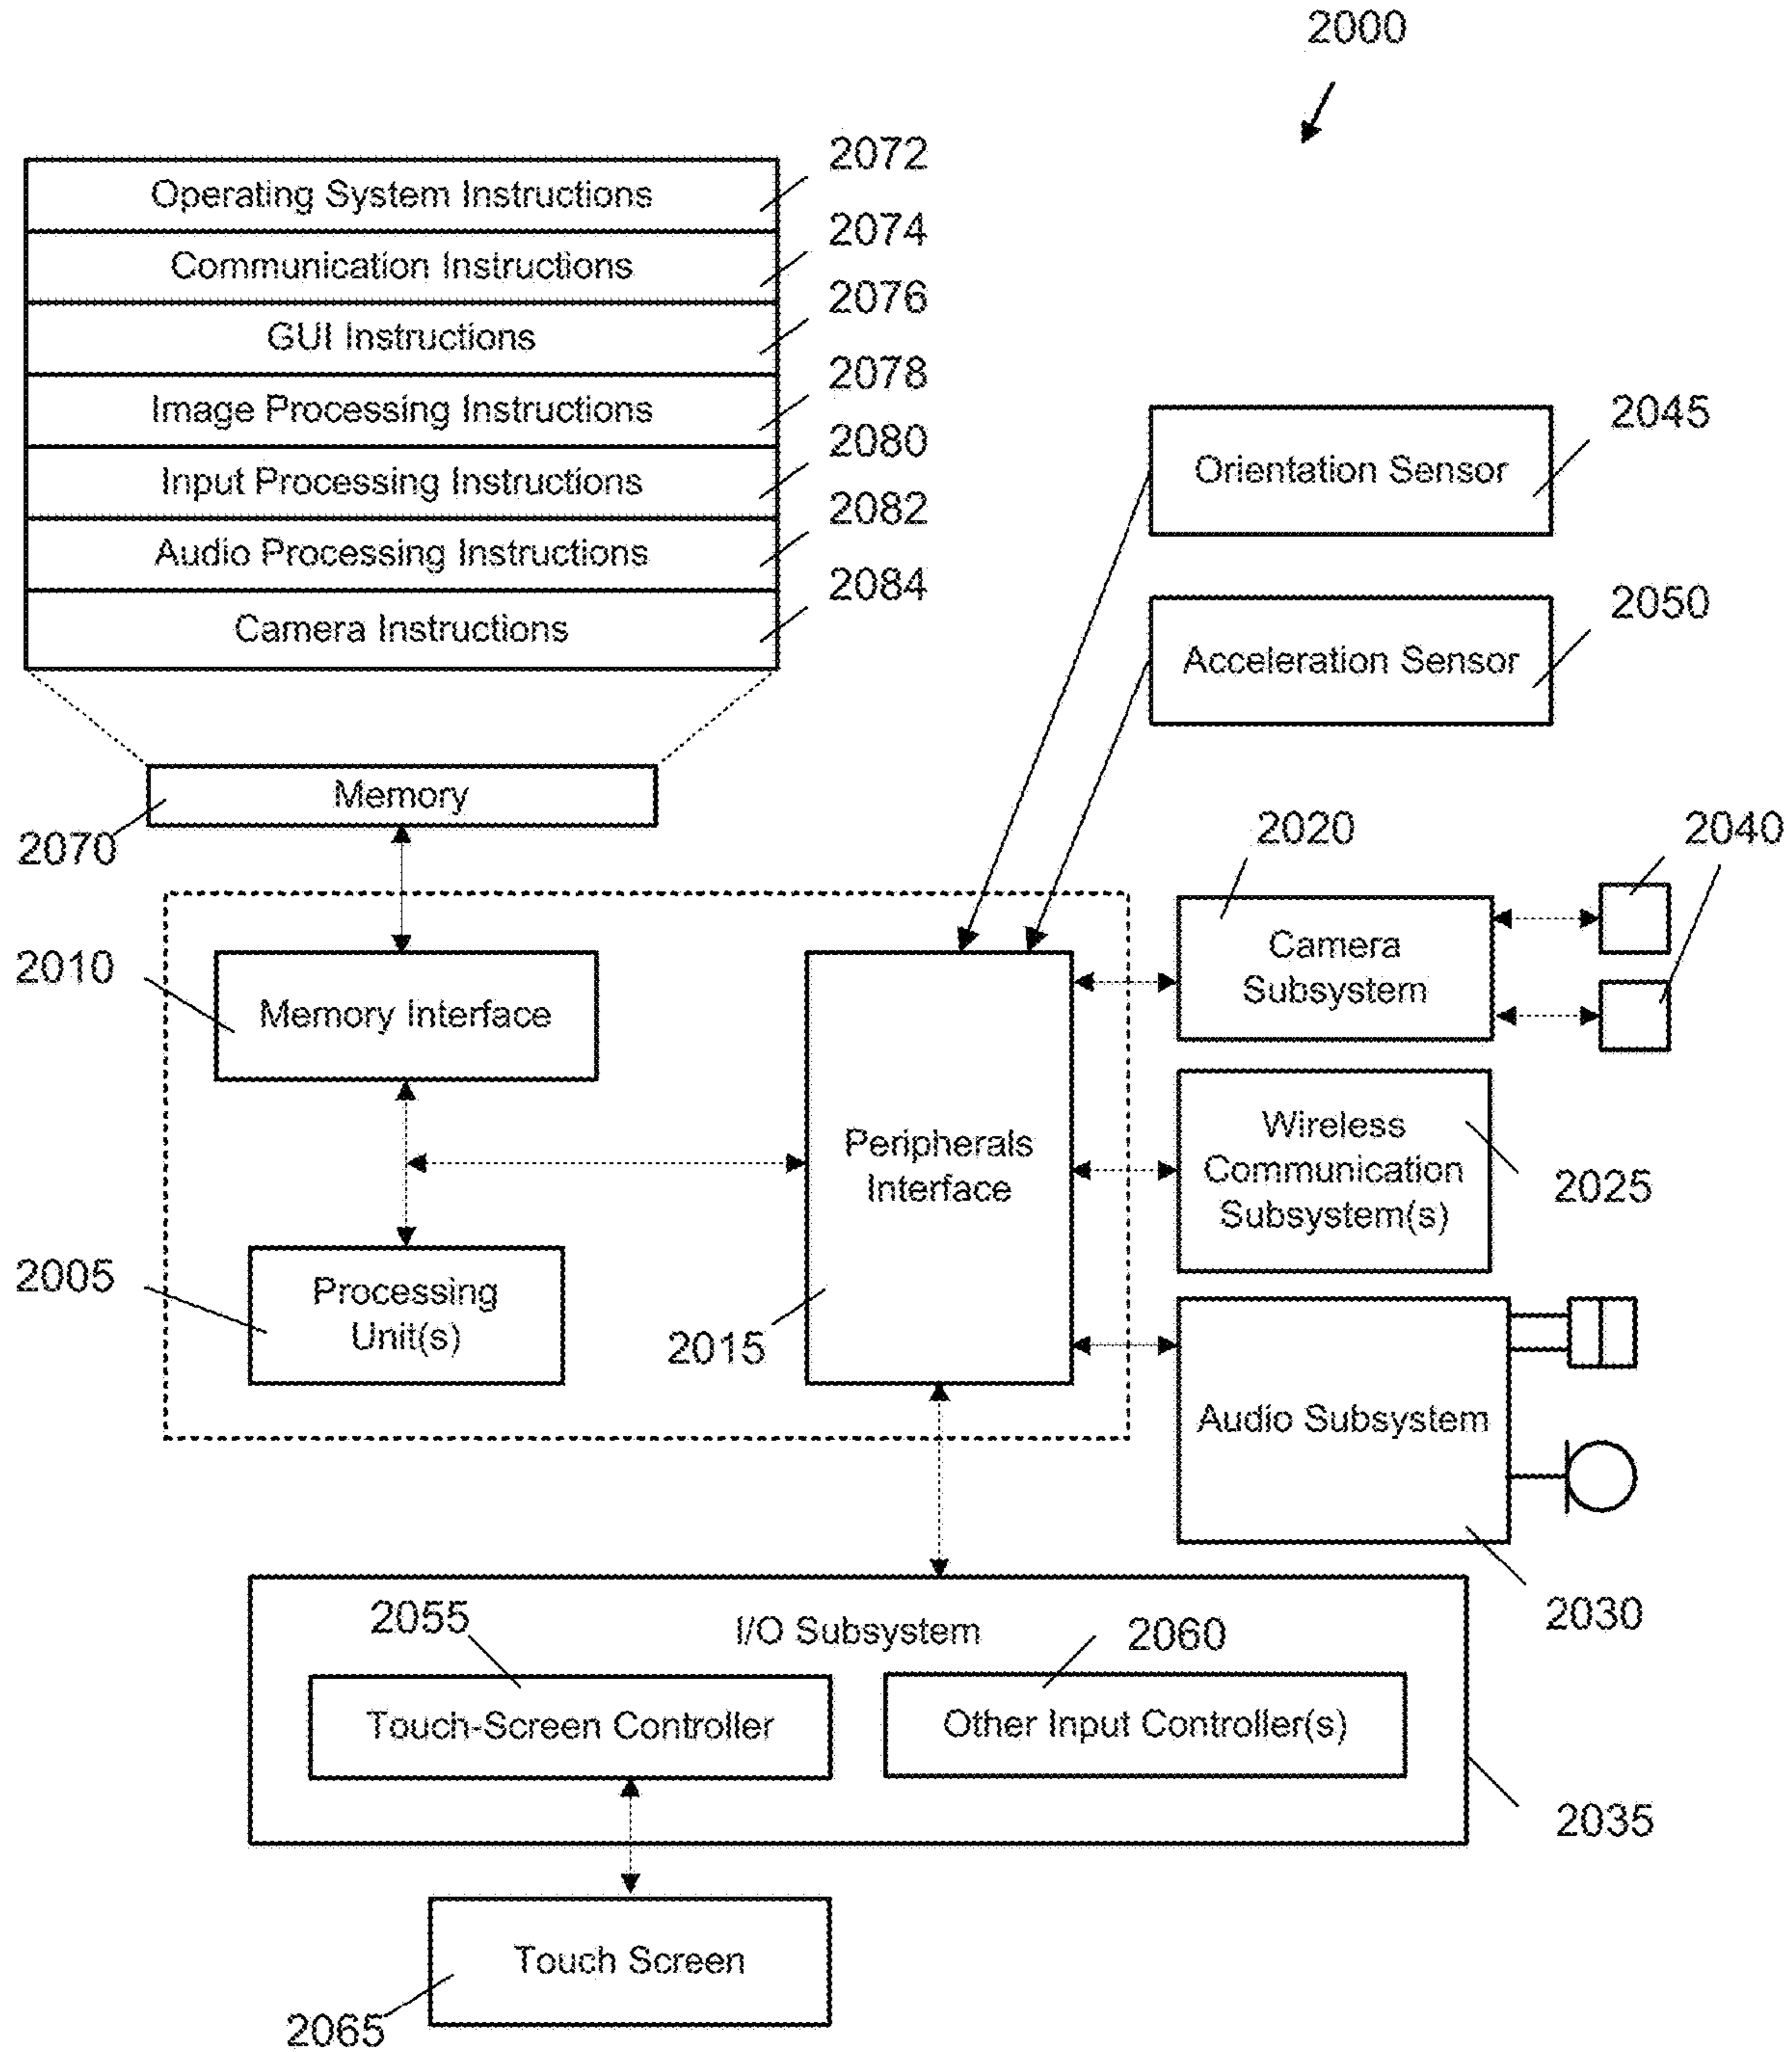 2000
Operating System Instructions
2072
Communication Instructions
2074
GUI Instructions
2076
Image Processing Instructions
2078
Input Processing Instructions
2080
Audio Processing Instructions
2082
Camera Instructions
2084
Orientation Sensor
2045
Acceleration Sensor
2050
Memory
2070
2020
2040
Camera
Subsystem
2010
Memory Interface
Peripherals
Interface
2015
Wireless
Communication
Subsystem(s)
2025
2005
Processing
Unit(s)
Audio Subsystem
2030
I/O Subsystem
2055
2060
Touch-Screen Controller
Other Input Controller(s)
2035
Touch Screen
2065